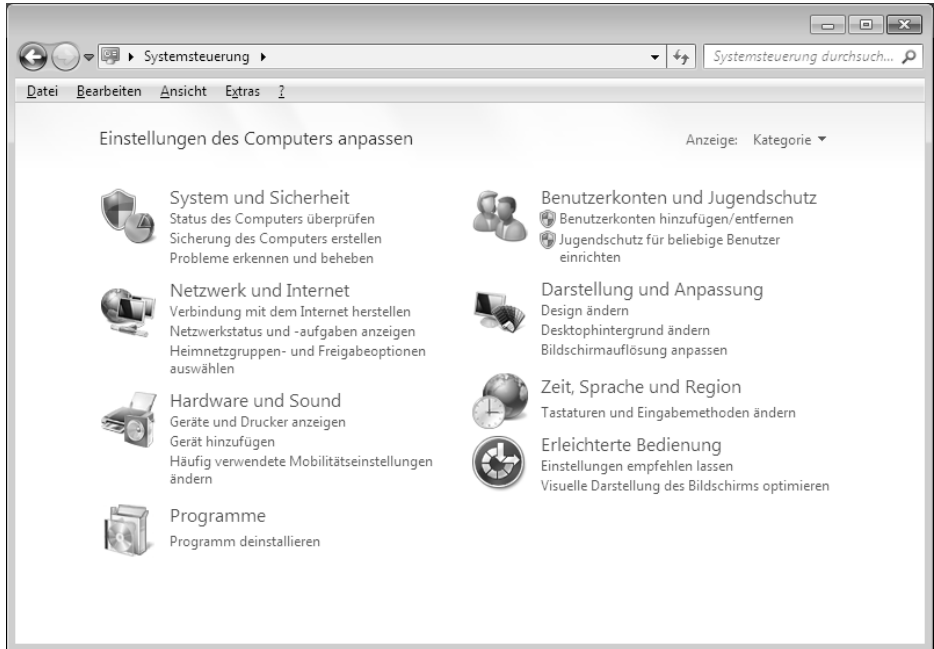 Systemsteuerung
Systemsteuerung durchsuch...
Datei Bearbeiten Ansicht Extras ?
Einstellungen des Computers anpassen
Anzeige: Kategorie
System und Sicherheit
Status des Computers überprüfen
Sicherung des Computers erstellen
Probleme erkennen und beheben
Netzwerk und Internet
Verbindung mit dem Internet herstellen
Netzwerkstatus und -aufgaben anzeigen
Heimnetzgruppen- und Freigabeoptionen
auswählen
Hardware und Sound
Geräte und Drucker anzeigen
Gerät hinzufügen
Häufig verwendete Mobilitätseinstellungen
ändern
Programme
Programm deinstallieren
Benutzerkonten und Jugendschutz
Benutzerkonten hinzufügen/entfernen
Jugendschutz für beliebige Benutzer
einrichten
Darstellung und Anpassung
Design ändern
Desktophintergrund ändern
Bildschirmauflösung anpassen
Zeit, Sprache und Region
Tastaturen und Eingabemethoden ändern
Erleichterte Bedienung
Einstellungen empfehlen lassen
Visuelle Darstellung des Bildschirms optimieren